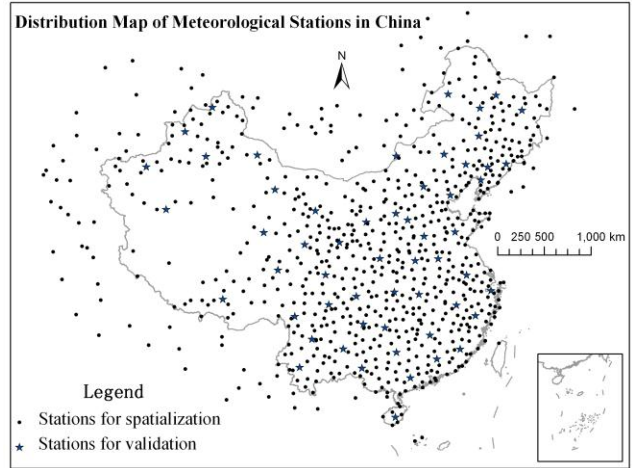 Distribution Map of Meteorological Stations in China
N
0 250 500 1,000 km
Legend
Stations for spatialization
Stations for validation